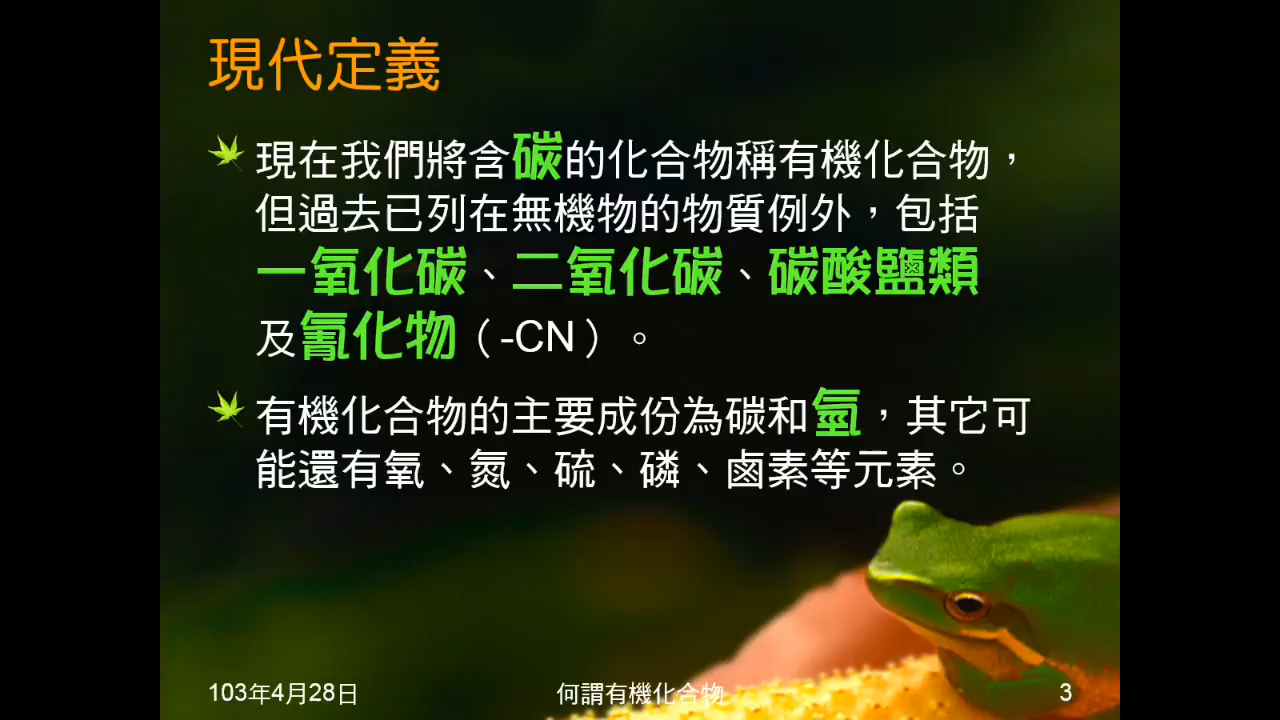 現代定義
現在我們將含碳的化合物稱有機化合物，
但過去已列在無機物的物質例外，包括
一氧化碳、二氧化碳、碳酸鹽類
及氰化物（-CN）。
有機化合物的主要成份為碳和氫，其它可
能還有氧、氮、硫、磷、鹵素等元素。
103年4月28日
何謂有機化合物
3